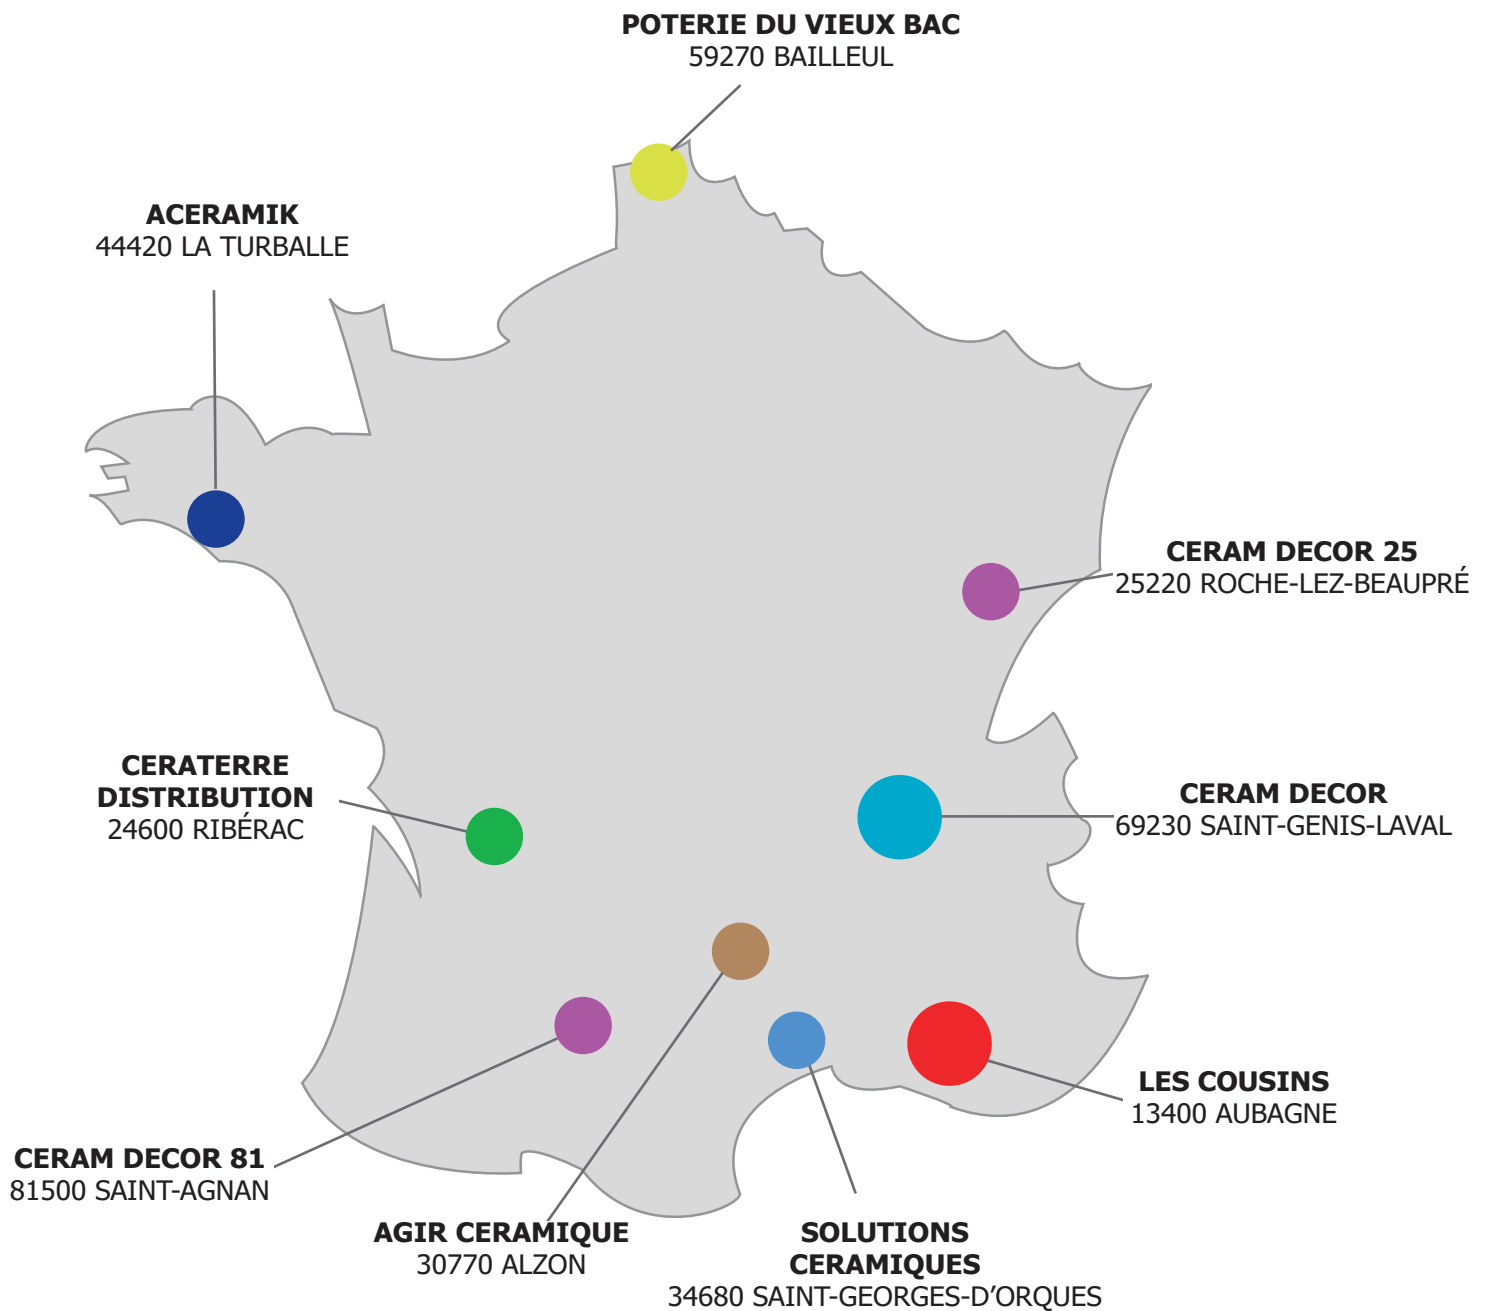 POTERIE DU VIEUX BAC
59270 BAILLEUL
ACERAMIK
44420 LA TURBALLE
CERAM DECOR 25
25220 ROCHE-LEZ-BEAUPRÉ
CERATERRE
DISTRIBUTION
24600 RIBÉRAC
CERAM DECOR
69230 SAINT-GENIS-LAVAL
LES COUSINS
13400 AUBAGNE
CERAM DECOR 81
81500 SAINT-AGNAN
AGIR CERAMIQUE
30770 ALZON
SOLUTIONS
CERAMIQUES
34680 SAINT-GEORGES-D’ORQUES